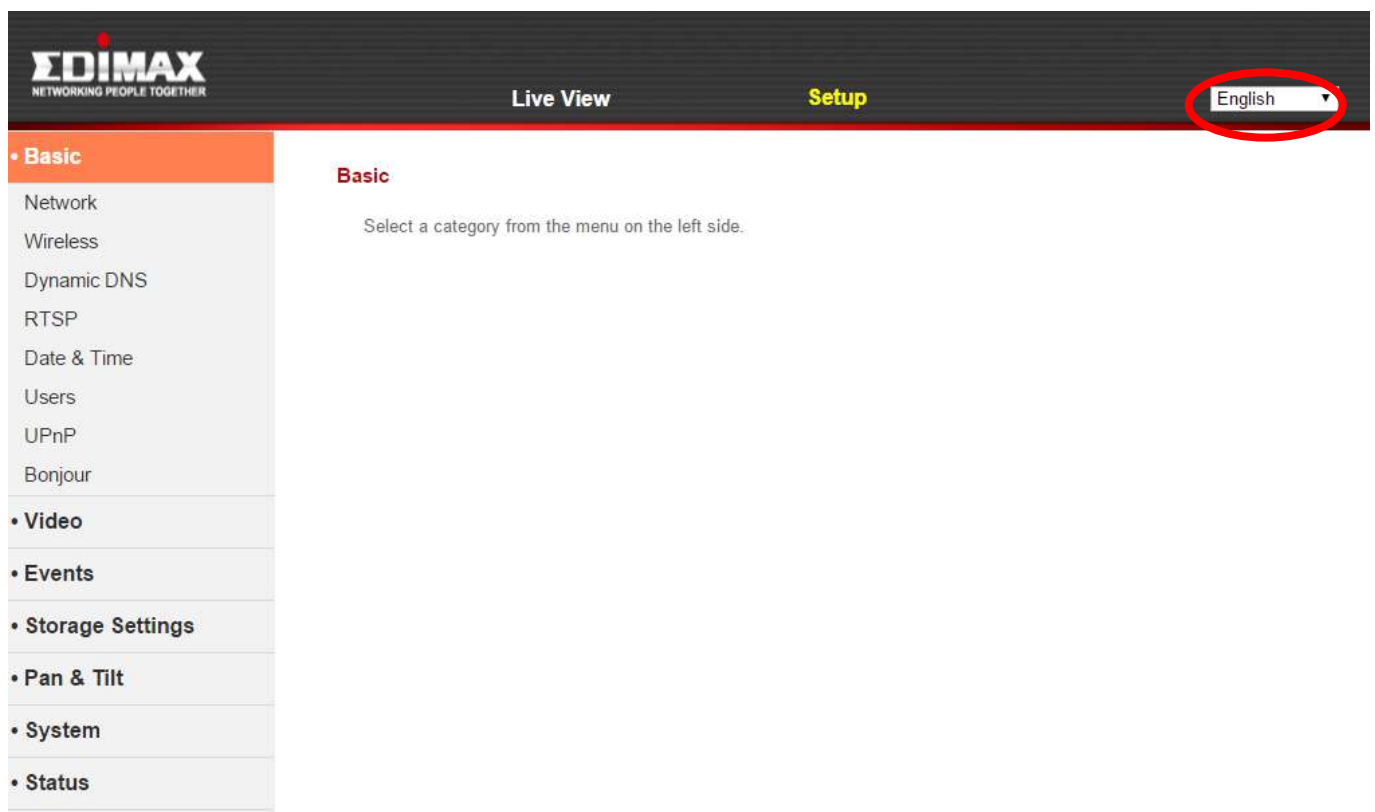 EDIMAX
NETWORKING PEOPLE TOGETHER
Live View
Setup
English
• Basic
Network
Wireless
Dynamic DNS
RTSP
Date & Time
Users
UPnP
Bonjour
• Video
• Events
• Storage Settings
• Pan & Tilt
• System
• Status
Basic
Select a category from the menu on the left side.